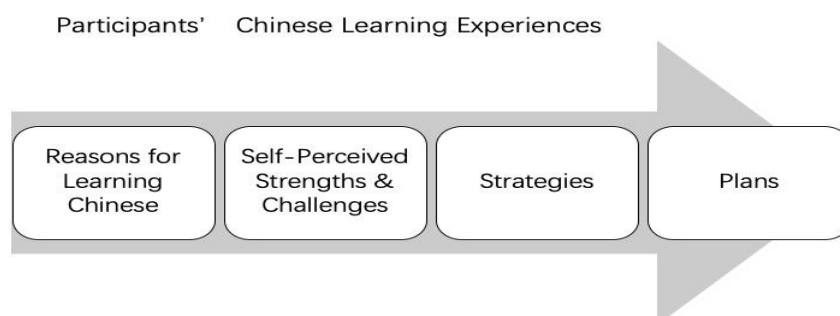 Participants' Chinese Learning Experiences
Reasons for
Learning
Chinese
Self-Perceived
Strengths &
Challenges
Strategies
Plans